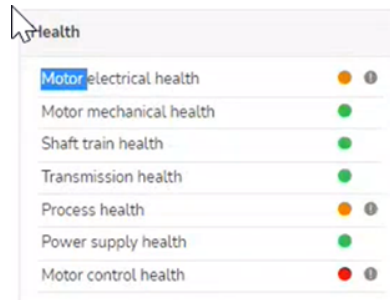 Health
Motor electrical health
Motor mechanical health
Shaft train health
Transmission health
Process health
Power supply health
Motor control health